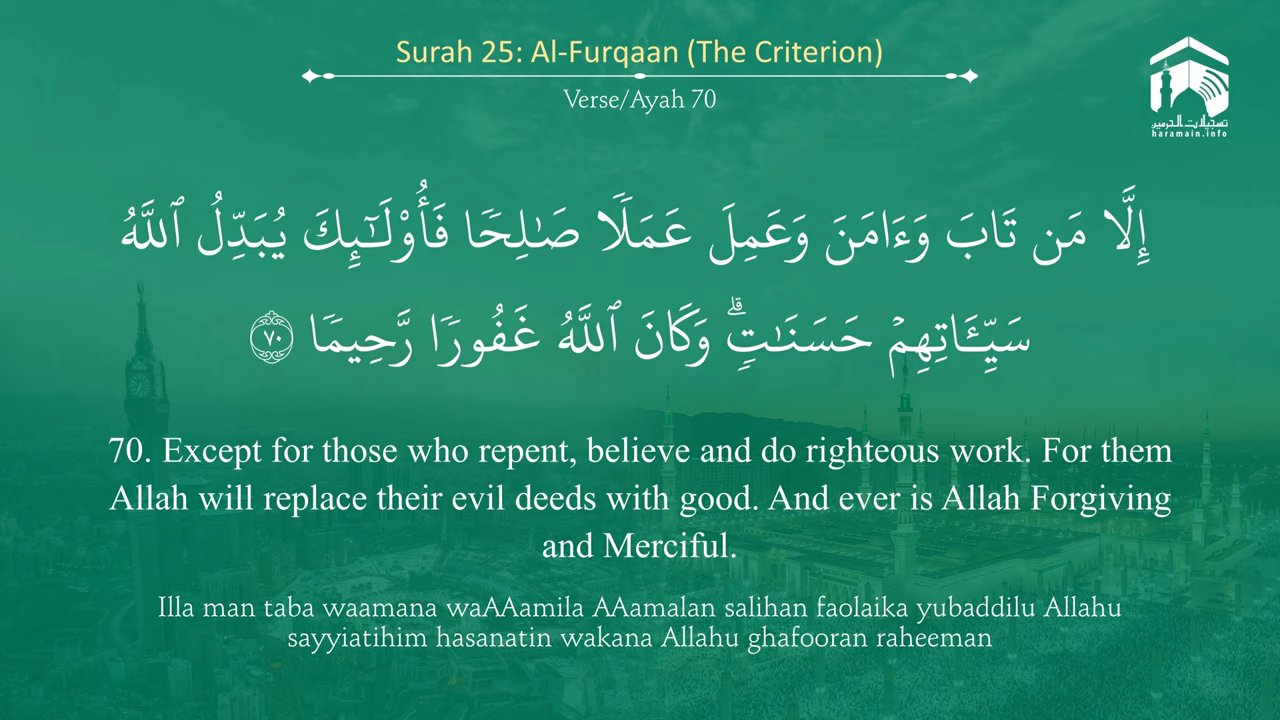 Surah 25: Al-Furqaan (The Criterion)
Verse/Ayah 70
تسجيلات الحرمين
haramain.info
إِلَّا مَن تَابَ وَءَامَنَ وَعَمِلَ عَمَلًا صَـٰلِحًا فَأُو۟لَـٰٓئِكَ يُبَدِّلُ ٱللَّهُ
سَيِّـَٔاتِهِمْ حَسَنَـٰتٍۗ وَكَانَ ٱللَّهُ غَفُورًا رَّحِيمًا ٧٠
70. Except for those who repent, believe and do righteous work. For them
Allah will replace their evil deeds with good. And ever is Allah Forgiving
and Merciful.
Illa man taba waamana waAAamila AAamalan salihan faolaika yubaddilu Allahu
sayyiatihim hasanatin wakana Allahu ghafooran raheeman